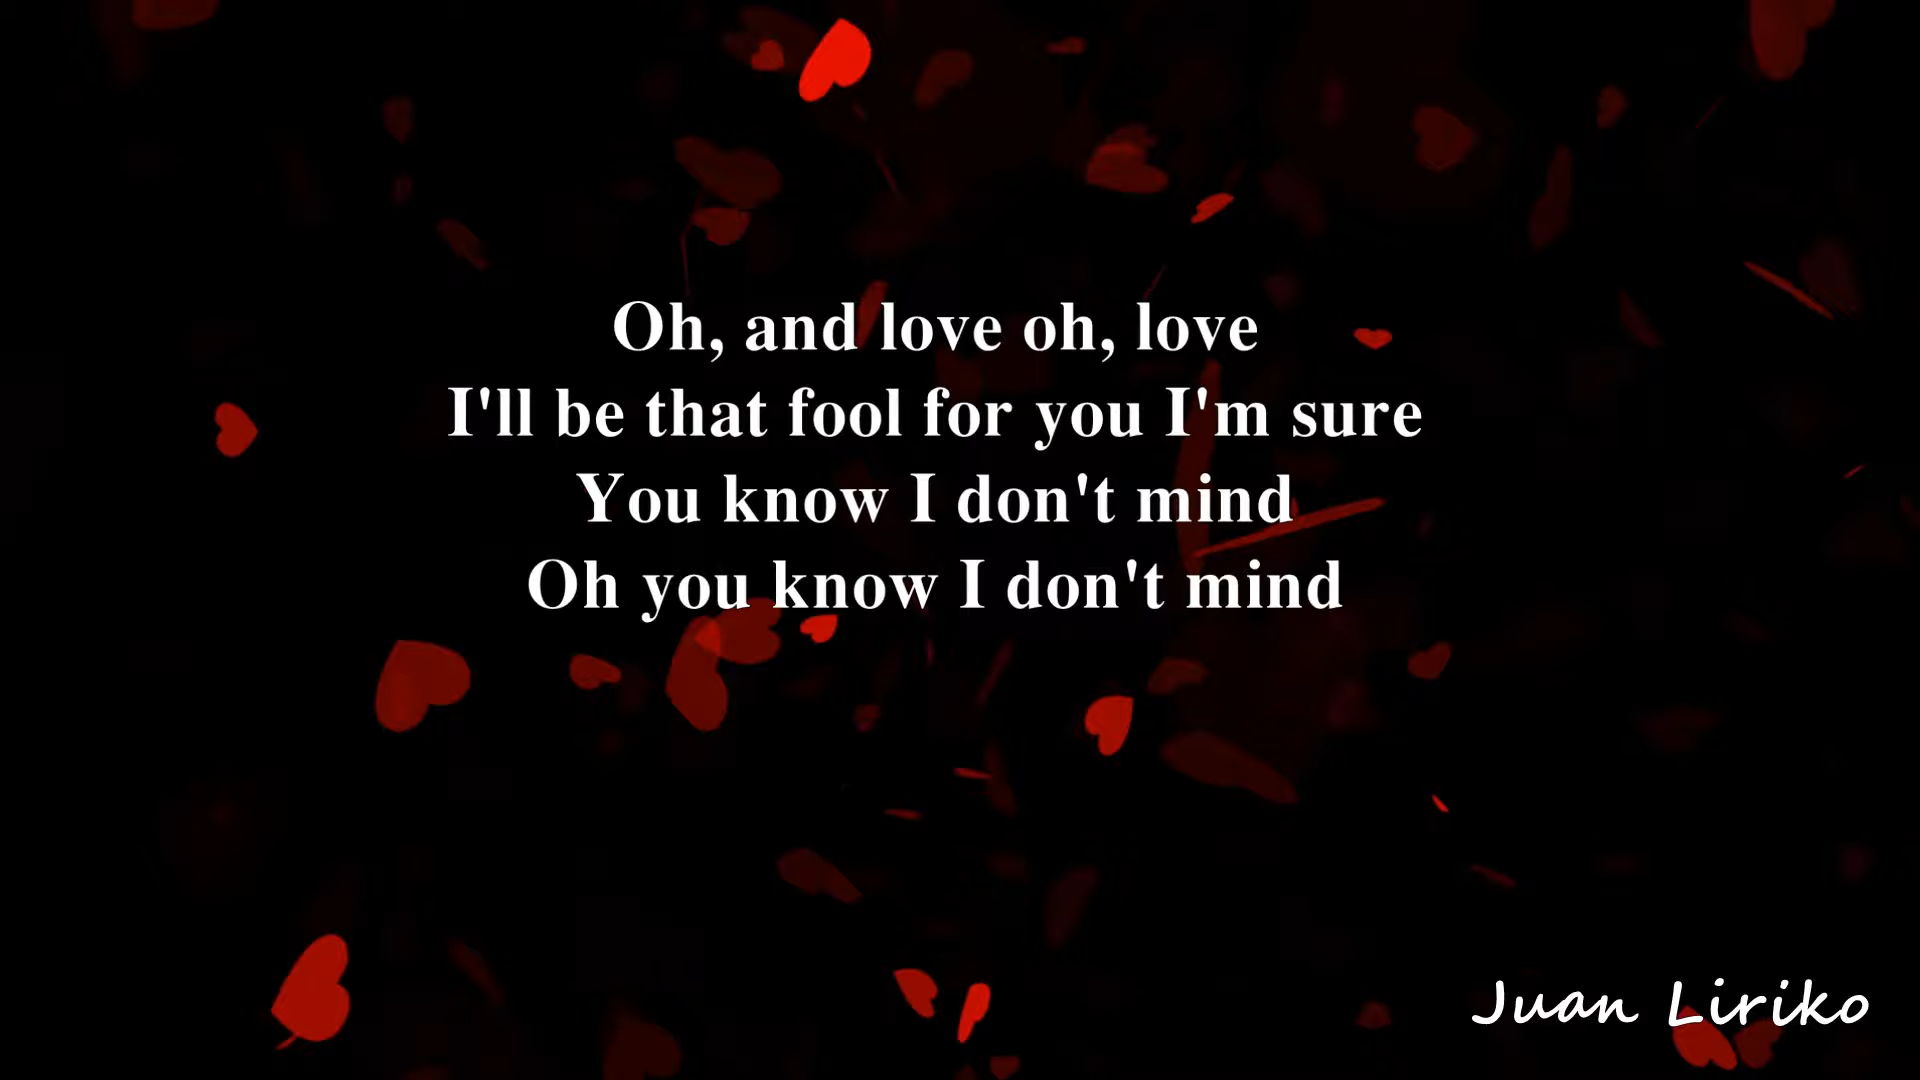 Oh, and love oh, love
I'll be that fool for you I'm sure
You know I don't mind
Oh you know I don't mind
Juan Liriko